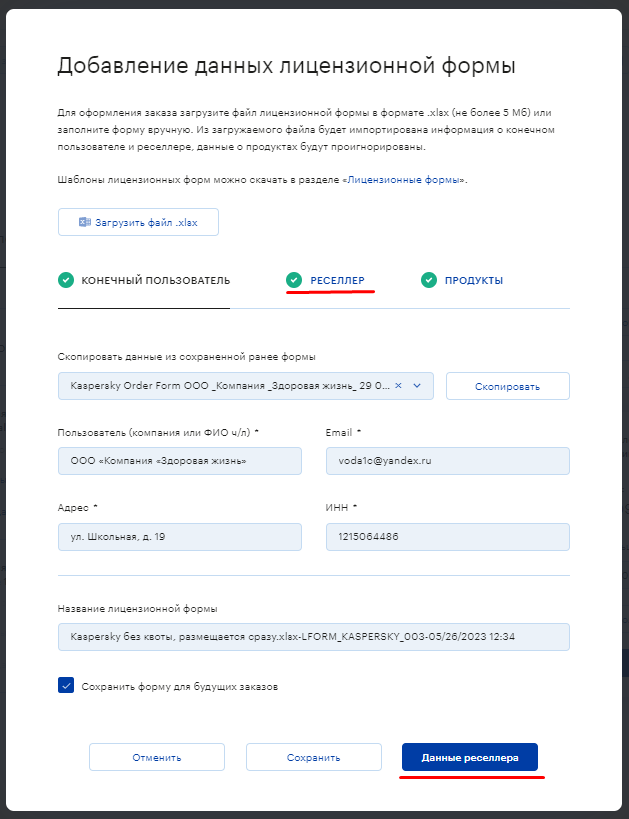 Добавление данных лицензионной формы
Для оформления заказа загрузите файл лицензионной формы в формате .xlsx (не более 5 Мб) или
заполните форму вручную. Из загружаемого файла будет импортирована информация о конечном
пользователе и реселлере, данные о продуктах будут проигнорированы.
Шаблоны лицензионных форм можно скачать в разделе «Лицензионные формы».
Загрузить файл .xlsx
КОНЕЧНЫЙ ПОЛЬЗОВАТЕЛЬ РЕСЕЛЛЕР ПРОДУКТЫ
Скопировать данные из сохраненной ранее формы
Kaspersky Order Form ООО _Компания _Здоровая жизнь_ 29 0... Скопировать
Пользователь (компания или ФИО ч/л) * Email *
ООО «Компания «Здоровая жизнь» voda1c@yandex.ru
Адрес * ИНН *
ул. Школьная, д. 19 1215064486
Название лицензионной формы
Kaspersky без квоты, размещается сразу.xlsx-LFORM_KASPERSKY_003-05/26/2023 12:34
Сохранить форму для будущих заказов
Отменить Сохранить Данные реселлера